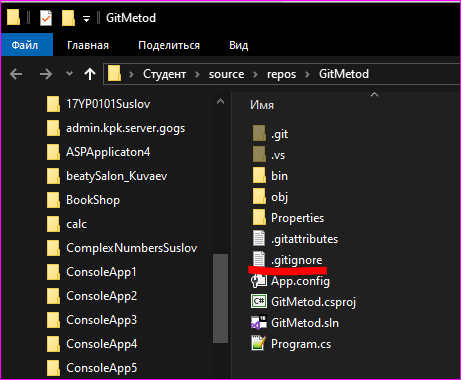 GitMetod
Файл Главная Поделиться Вид
Студент source repos GitMetod
17YP0101Suslov
admin.kpk.server.gogs
ASPApplicaton4
beatySalon_Kuvaev
BookShop
calc
ComplexNumbersSuslov
ConsoleApp1
ConsoleApp2
ConsoleApp3
ConsoleApp4
ConsoleApp5
Имя
.git
.vs
bin
obj
Properties
.gitattributes
.gitignore
App.config
GitMetod.csproj
GitMetod.sln
Program.cs